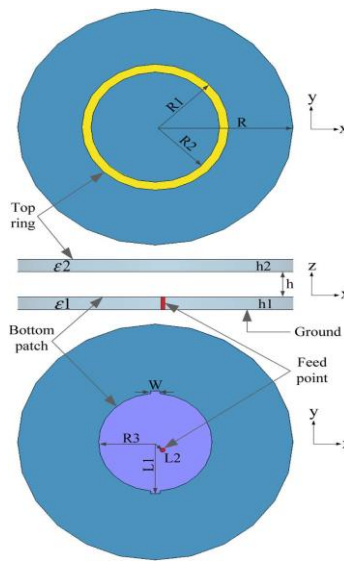 y
x
R1
R
R2
Top
ring
ε2
h2
z
h
x
ε1
h1
Bottom
patch
Ground
Feed
point
y
W
R3
L2
L1
x